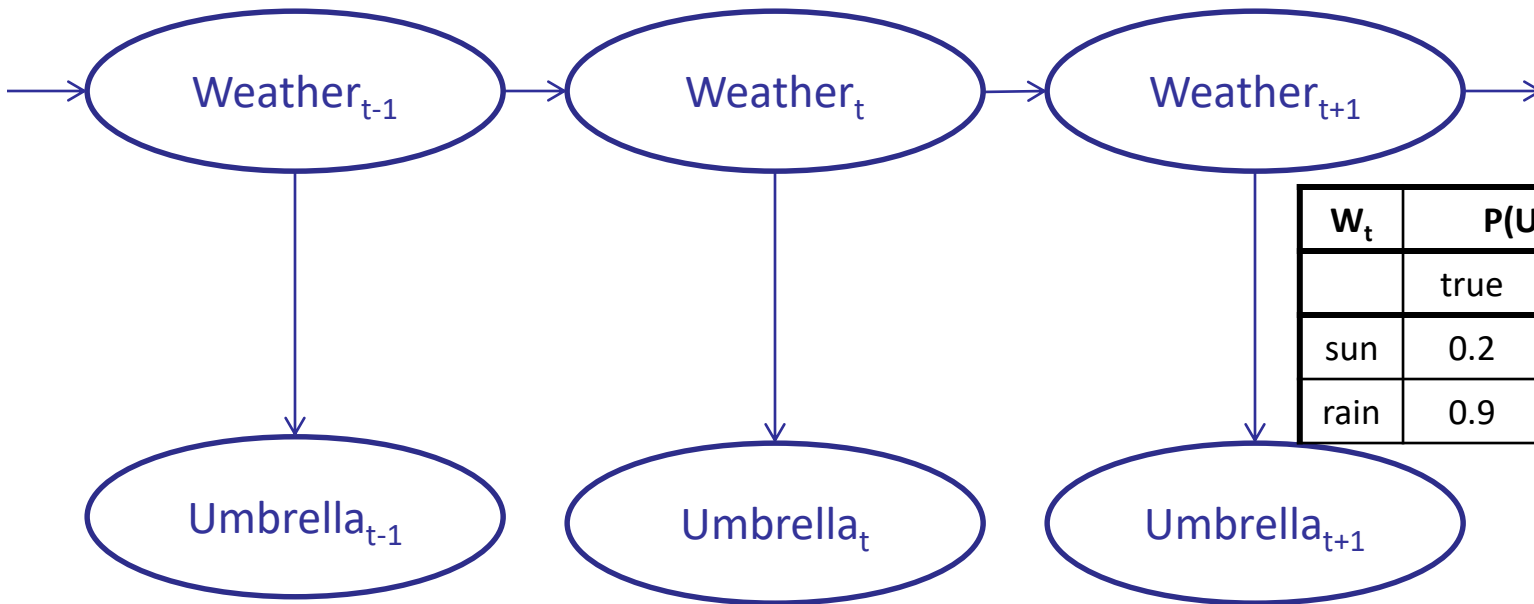 Weather_{t-1} Weather_t Weather_{t+1}
W_t P(U
true
sun 0.2
rain 0.9
Umbrella_{t-1} Umbrella_t Umbrella_{t+1}